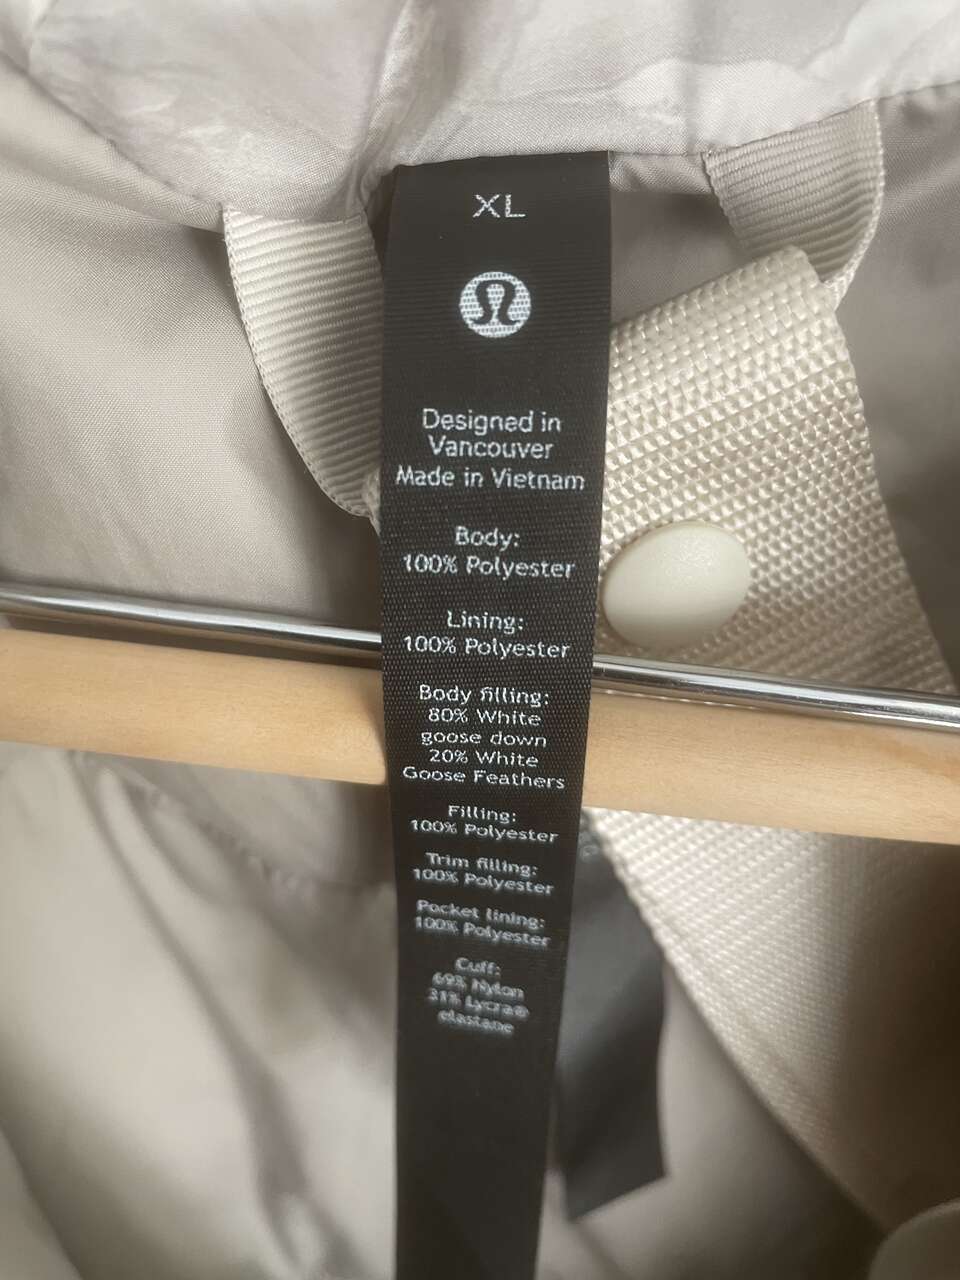 XL
Designed in
Vancouver
Made in Vietnam
Body:
100% Polyester
Lining:
100% Polyester
Body filling:
80% White
goose down
20% White
Goose Feathers
Filling:
100% Polyester
Trim filling:
100% Polyester
Pocket lining:
100% Polyester
Cuff:
69% Nylon
31% Lycra®
elastane